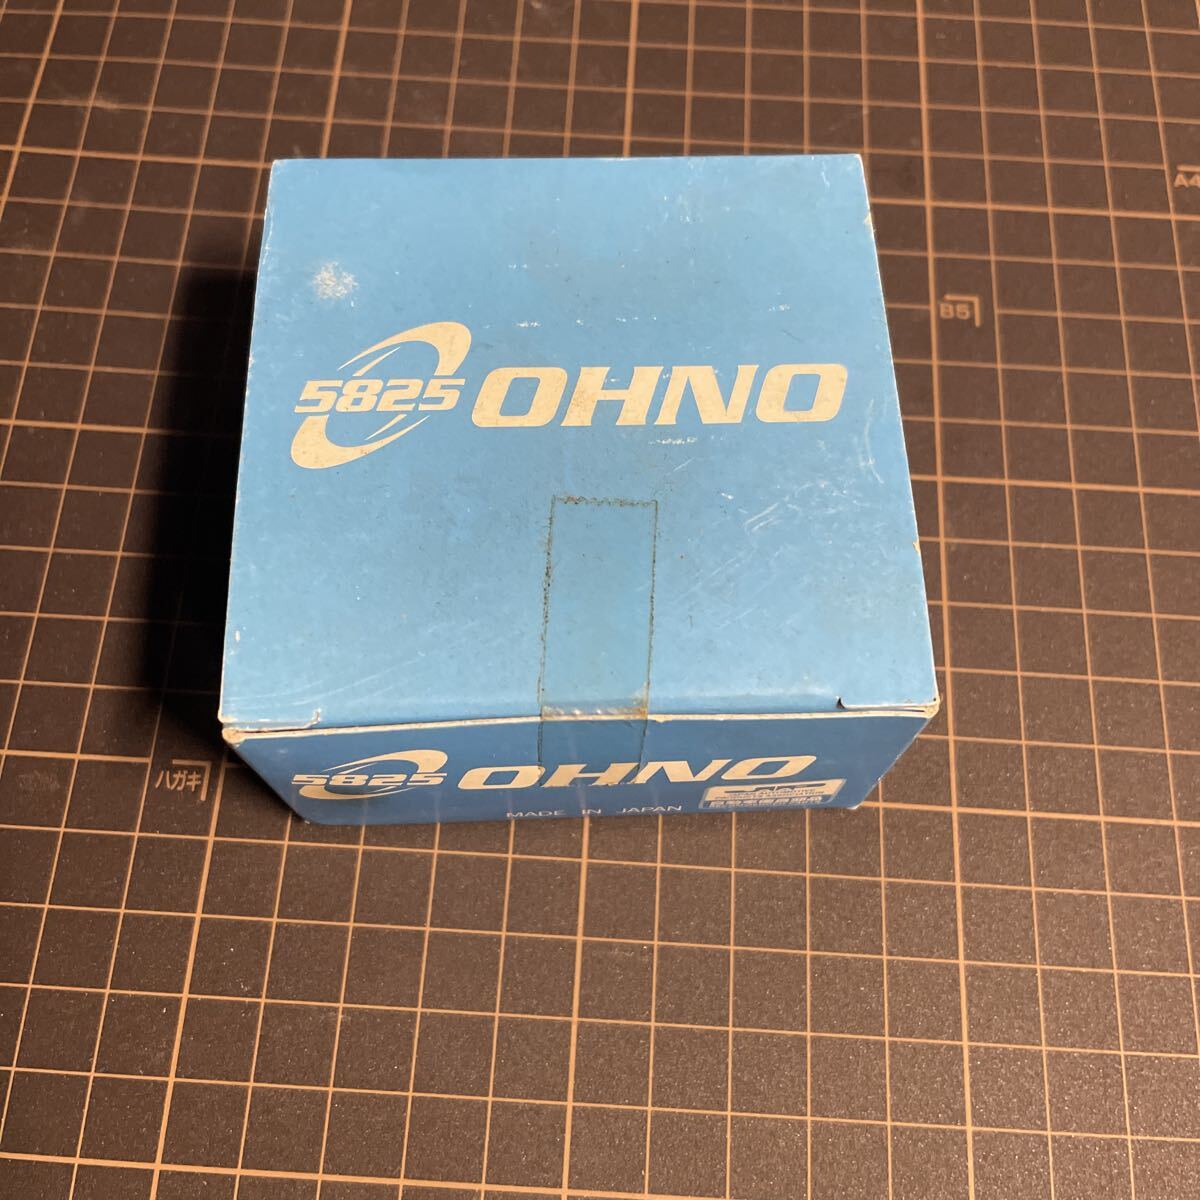 A4
B5
5825 OHNO
ハガキ
5825 OHNO
MADE IN JAPAN